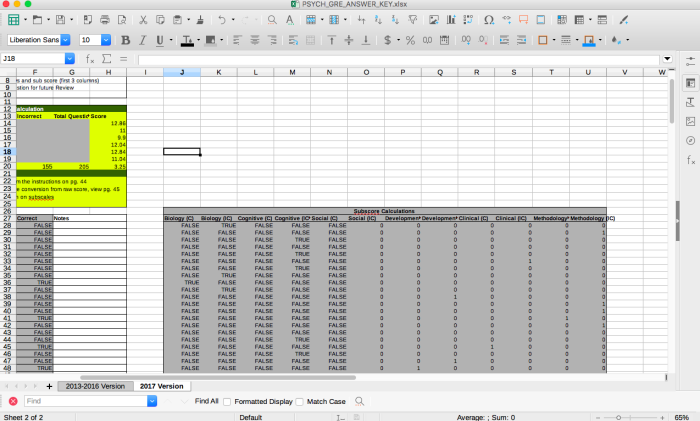 PSYCH_GRE_ANSWER_KEY.xlsx
Liberation Sans 10
J18
F G H I J K L M N O P Q R S T U V W
8 s and sub score (first 3 columns)
9 stion for future Review
10
11
12 alculation
13 Incorrect Total Questi Score
14 12.86
15 11
16 9.9
17 12.04
18 12.84
19 11.04
20 155 205 3.25
21
22 m the instructions on pg. 44
23 e conversion from raw score, view pg. 45
24 on subscales
25
26 Subscore Calculations
27 Correct Notes Biology (C) Biology (IC) Cognitive (C) Cognitive (IC Social (C) Social (IC) Development Development Clinical (C) Clinical (IC) Methodology Methodology (IC)
28 FALSE FALSE TRUE FALSE FALSE FALSE 0 0 0 0 0 0 0
29 FALSE FALSE FALSE FALSE FALSE FALSE 0 0 0 0 0 0 1
30 FALSE FALSE FALSE FALSE TRUE FALSE 0 0 0 0 0 0 0
31 FALSE FALSE TRUE FALSE FALSE FALSE 0 0 0 0 0 0 0
32 FALSE FALSE FALSE FALSE TRUE FALSE 0 0 0 0 0 0 0
33 FALSE FALSE FALSE FALSE FALSE FALSE 0 0 0 0 1 0 0
34 FALSE FALSE FALSE FALSE TRUE FALSE 0 0 0 0 0 0 0
35 FALSE FALSE TRUE FALSE FALSE FALSE 0 0 0 0 0 0 0
36 TRUE TRUE FALSE FALSE FALSE FALSE 0 0 0 0 0 0 0
37 FALSE FALSE TRUE FALSE FALSE FALSE 0 0 0 0 0 0 0
38 FALSE FALSE FALSE FALSE FALSE FALSE 0 0 1 0 0 0 0
39 FALSE FALSE FALSE FALSE FALSE FALSE 0 0 0 0 0 0 1
40 FALSE FALSE FALSE FALSE FALSE FALSE 0 0 0 0 0 0 1
41 TRUE FALSE FALSE FALSE FALSE FALSE 0 0 0 0 0 1 0
42 FALSE FALSE FALSE FALSE FALSE FALSE 0 0 0 0 0 0 1
43 FALSE FALSE FALSE FALSE FALSE FALSE 0 0 0 0 0 0
44 FALSE FALSE FALSE FALSE TRUE FALSE 0 0 0 0 0 0 0
45 FALSE FALSE FALSE FALSE FALSE FALSE 0 0 0 1 0 0 0
46 FALSE FALSE FALSE FALSE TRUE FALSE 0 0 0 0 0 0 0
47 FALSE FALSE FALSE FALSE FALSE FALSE 0 0 1 0 0 0 0
48 TRUE FALSE FALSE FALSE FALSE FALSE 0 1 0 0 0 0 0
2013-2016 Version 2017 Version
Find Find All Formatted Display Match Case
Sheet 2 of 2 Default Average: ; Sum: 0 65%